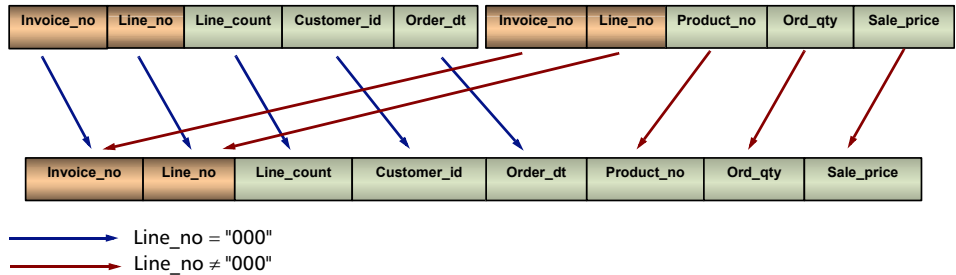 Invoice_no Line_no Line_count Customer_id Order_dt Invoice_no Line_no Product_no Ord_qty Sale_price
Invoice_no Line_no Line_count Customer_id Order_dt Product_no Ord_qty Sale_price
Line_no = "000"
Line_no ≠ "000"